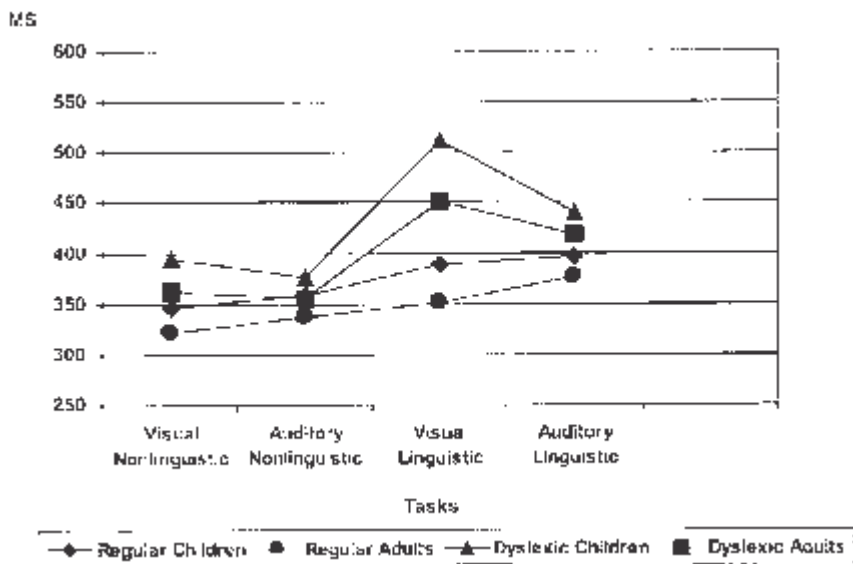 MS
600
550
500
450
400
350
300
250
Visual Auditory Visual Auditory
Nonlinguistic Nonlinguistic Linguistic Linguistic
Tasks
Regular Children Regular Adults Dyslexic Children Dyslexic Adults